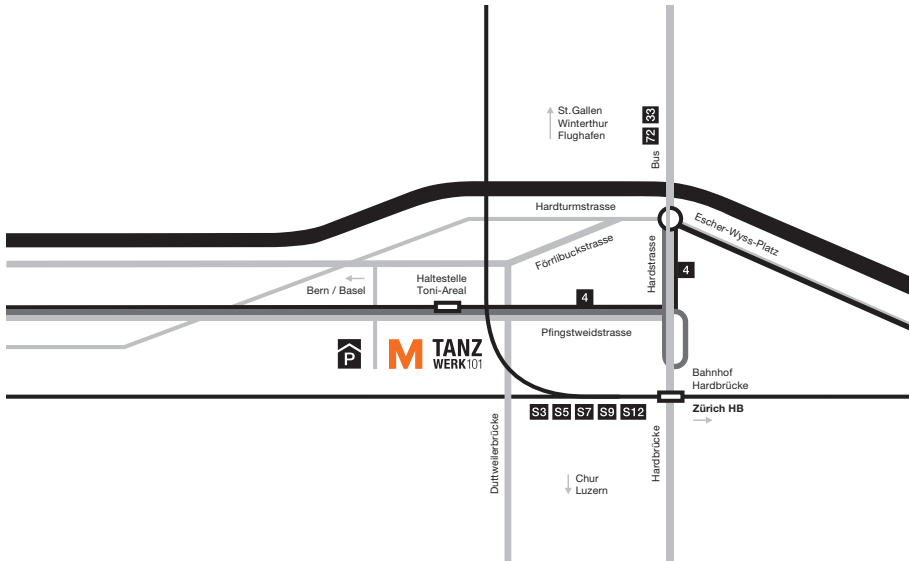 St.Gallen
Winterthur
Flughafen
33
72
Bus
Hardturmstrasse
Escher-Wyss-Platz
Förrlibuckstrasse
Hardstrasse
4
Bern / Basel
Haltestelle
Toni-Areal
4
Pfingstweidstrasse
P
M TANZ
WERK101
Bahnhof
Hardbrücke
Zürich HB
S3 S5 S7 S9 S12
Duttweilerbrücke
Hardbrücke
Chur
Luzern